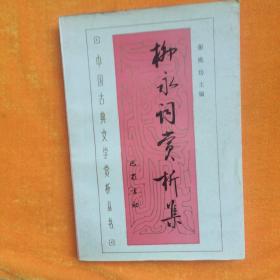 中国古典文学赏析丛书
柳永词赏析集
谢桃坊 主编
巴蜀书社